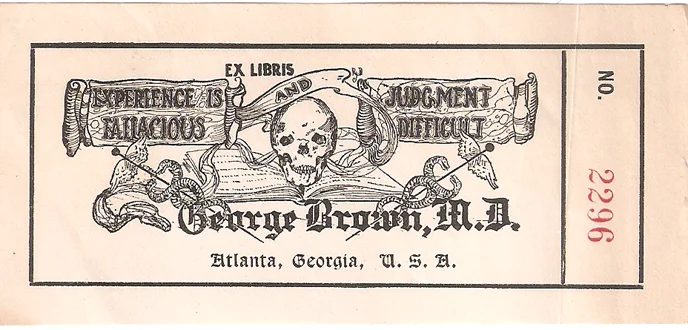 EX LIBRIS
EXPERIENCE IS
FALLACIOUS
AND
JUDGMENT
DIFFICULT
George Brown, M.D.
Atlanta, Georgia, U. S. A.
NO.
2296